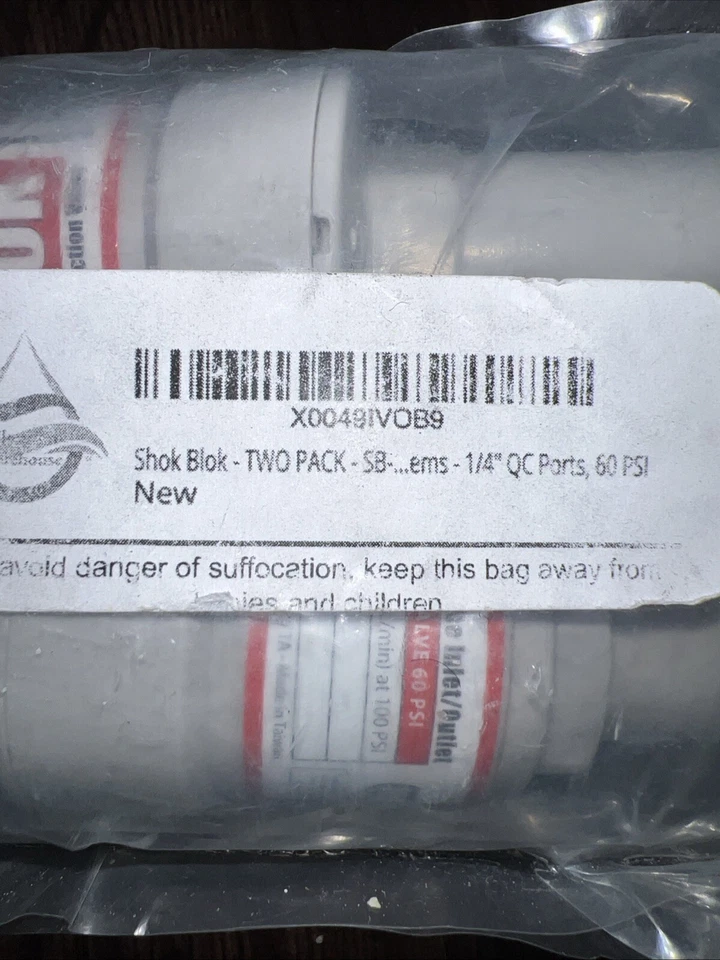 X0049IVOB9
Shok Blok - TWO PACK - SB-...ems - 1/4" QC Ports, 60 PSI
New
avoid danger of suffocation, keep this bag away from
and children
Inlet/Outlet
60 PSI
at 100 PSI
Made in Taiwan